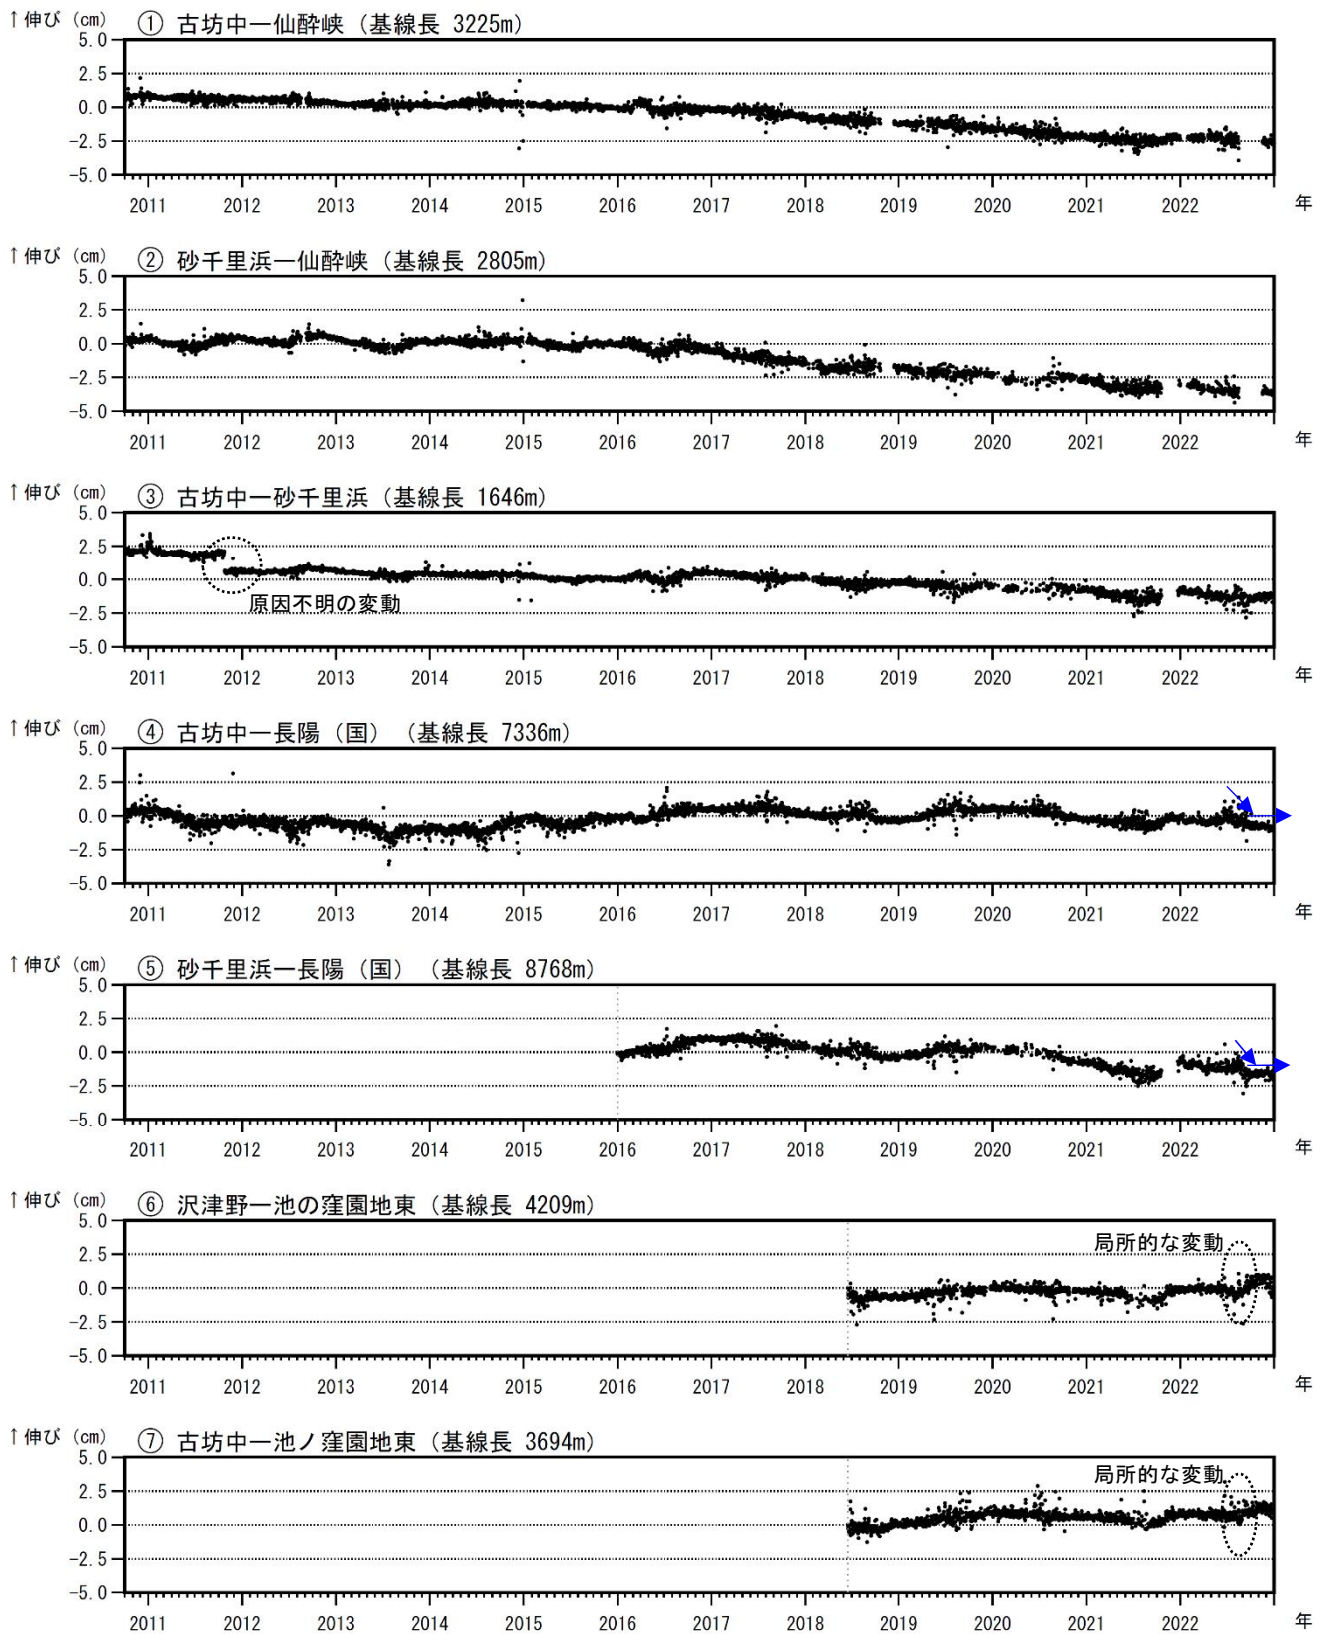 ↑伸び (cm) ① 古坊中ー仙酔峡（基線長 3225m）
5.0
2.5
0.0
-2.5
-5.0
2011 2012 2013 2014 2015 2016 2017 2018 2019 2020 2021 2022 年
↑伸び (cm) ② 砂千里浜ー仙酔峡（基線長 2805m）
5.0
2.5
0.0
-2.5
-5.0
2011 2012 2013 2014 2015 2016 2017 2018 2019 2020 2021 2022 年
↑伸び (cm) ③ 古坊中ー砂千里浜（基線長 1646m）
5.0
2.5
0.0
原因不明の変動
-2.5
-5.0
2011 2012 2013 2014 2015 2016 2017 2018 2019 2020 2021 2022 年
↑伸び (cm) ④ 古坊中ー長陽（国）（基線長 7336m）
5.0
2.5
0.0
-2.5
-5.0
2011 2012 2013 2014 2015 2016 2017 2018 2019 2020 2021 2022 年
↑伸び (cm) ⑤ 砂千里浜ー長陽（国）（基線長 8768m）
5.0
2.5
0.0
-2.5
-5.0
2011 2012 2013 2014 2015 2016 2017 2018 2019 2020 2021 2022 年
↑伸び (cm) ⑥ 沢津野ー池の窪園地東（基線長 4209m）
5.0
局所的な変動
2.5
0.0
-2.5
-5.0
2011 2012 2013 2014 2015 2016 2017 2018 2019 2020 2021 2022 年
↑伸び (cm) ⑦ 古坊中ー池ノ窪園地東（基線長 3694m）
5.0
局所的な変動
2.5
0.0
-2.5
-5.0
2011 2012 2013 2014 2015 2016 2017 2018 2019 2020 2021 2022 年